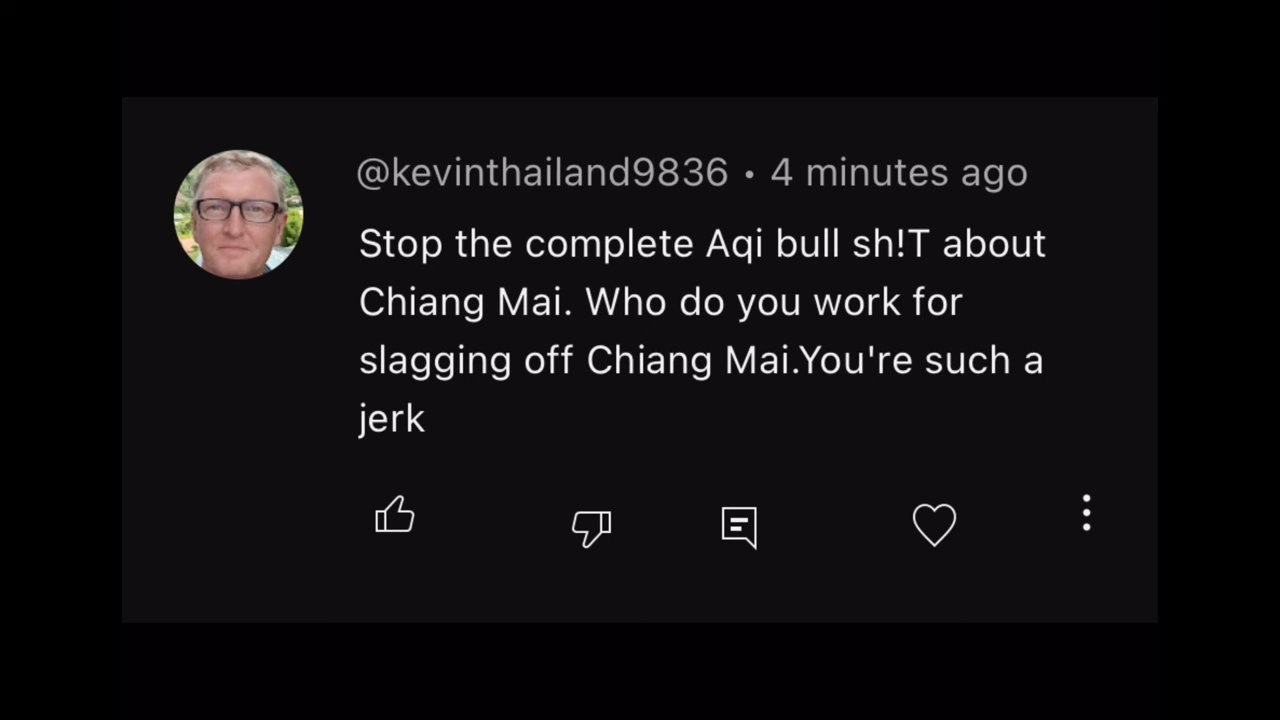 @kevinthailand9836 • 4 minutes ago
Stop the complete Aqi bull sh!T about
Chiang Mai. Who do you work for
slagging off Chiang Mai.You're such a
jerk